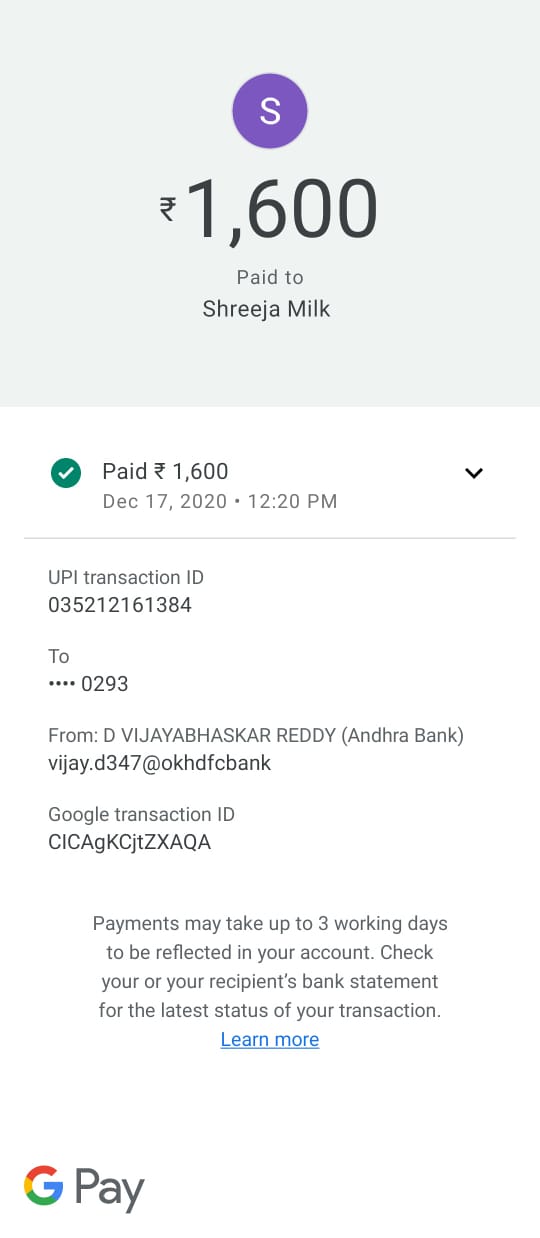 S
₹1,600
Paid to
Shreeja Milk
Paid ₹ 1,600
Dec 17, 2020 • 12:20 PM
UPI transaction ID
035212161384
To
•••• 0293
From: D VIJAYABHASKAR REDDY (Andhra Bank)
vijay.d347@okhdfcbank
Google transaction ID
CICAgKCjtZXAQA
Payments may take up to 3 working days
to be reflected in your account. Check
your or your recipient’s bank statement
for the latest status of your transaction.
Learn more
G Pay